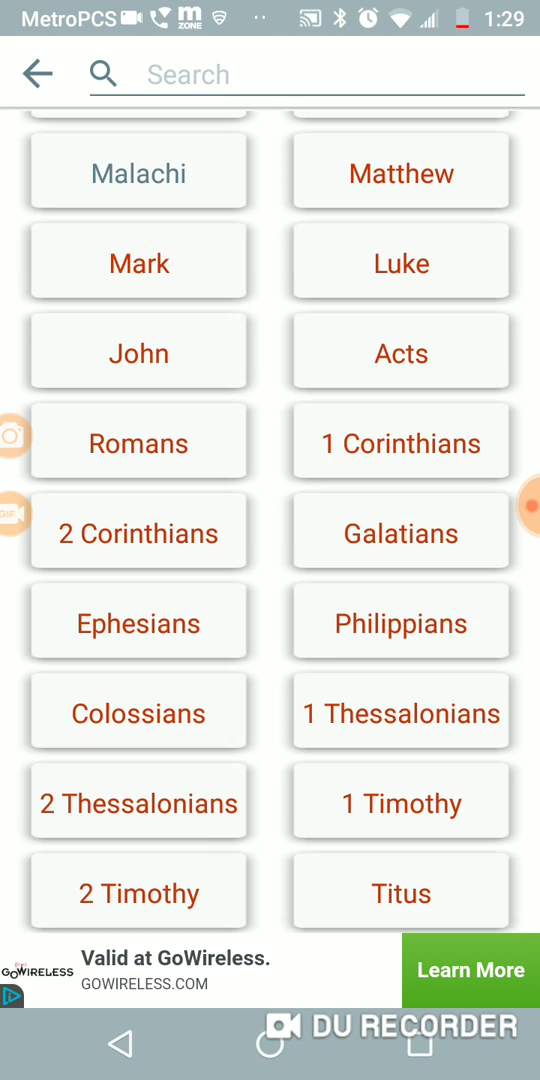 MetroPCS m ZONE 1:29
Search
Malachi Matthew
Mark Luke
John Acts
Romans 1 Corinthians
2 Corinthians Galatians
GIF
Ephesians Philippians
Colossians 1 Thessalonians
2 Thessalonians 1 Timothy
2 Timothy Titus
Valid at GoWireless.
GOWIRELESS
GOWIRELESS.COM
Learn More
DU RECORDER